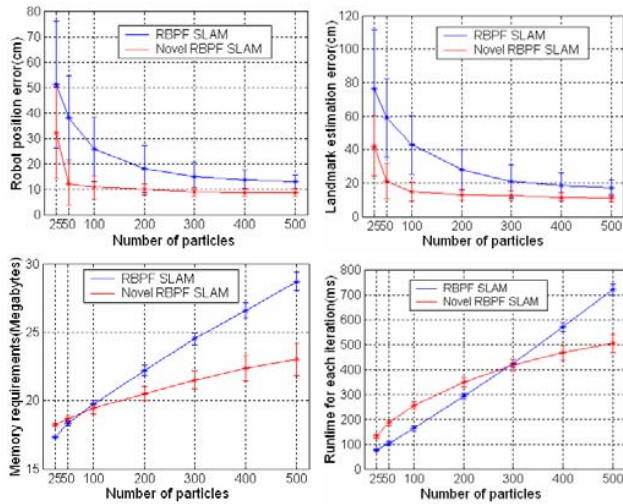 80
70
60
50
40
30
20
10
0
Robot position error(cm)
RBPF SLAM
Novel RBPF SLAM
2550 100 200 300 400 500
Number of particles
120
100
80
60
40
20
0
Landmark estimation error(cm)
RBPF SLAM
Novel RBPF SLAM
2550 100 200 300 400 500
Number of particles
30
25
20
15
Memory requirements(Megabytes)
RBPF SLAM
Novel RBPF SLAM
2550 100 200 300 400 500
Number of particles
800
700
600
500
400
300
200
100
0
Runtime for each iteration(ms)
RBPF SLAM
Novel RBPF SLAM
2550 100 200 300 400 500
Number of particles